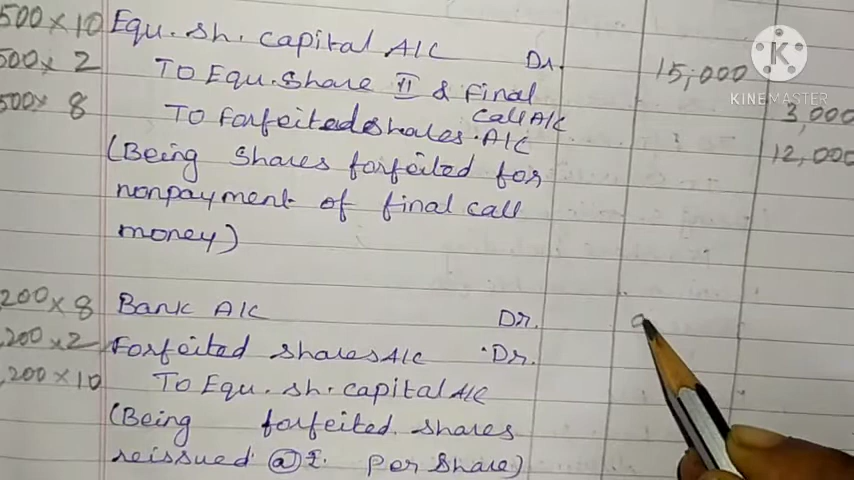 500 x 10 Equ. sh. capital A/C Dr. 15,000
500 x 2 To Equ. Share II & Final Call A/C 3,000
500 x 8 To Forfeited shares. A/C 12,000
(Being shares forfeited for
nonpayment of final call
money)
,200 x 8 Bank A/C Dr.
,200 x 2 Forfeited shares A/C Dr.
,200 x 10 To Equ. sh. capital A/C
(Being forfeited shares
reissued @ ₹. per share)
K
KINEMASTER